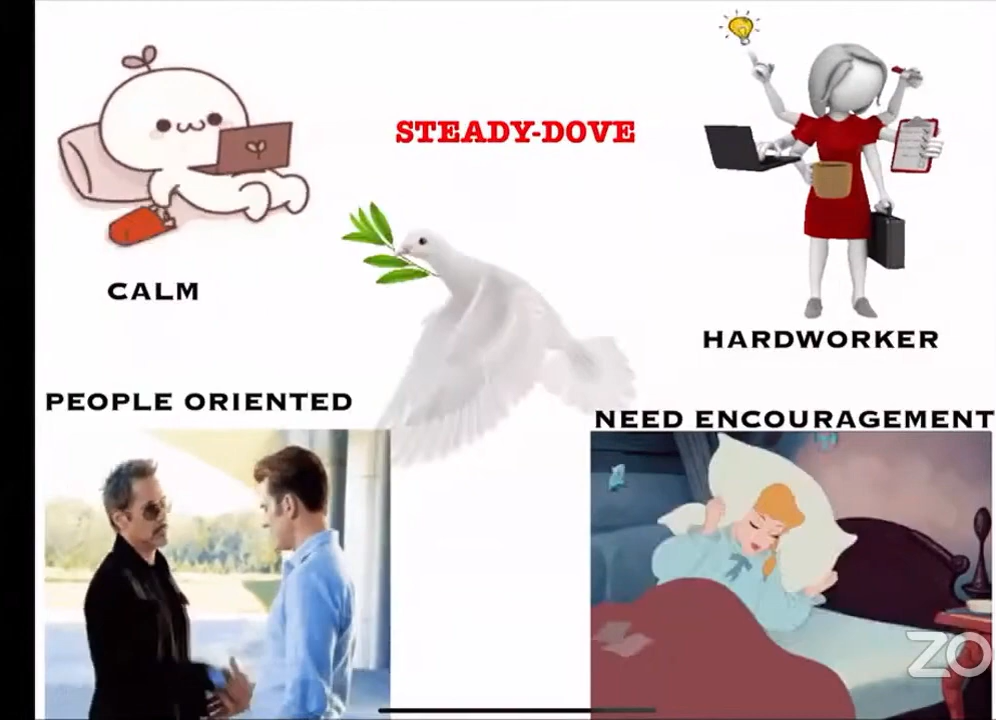 STEADY-DOVE
CALM
HARDWORKER
PEOPLE ORIENTED
NEED ENCOURAGEMENT
ZO